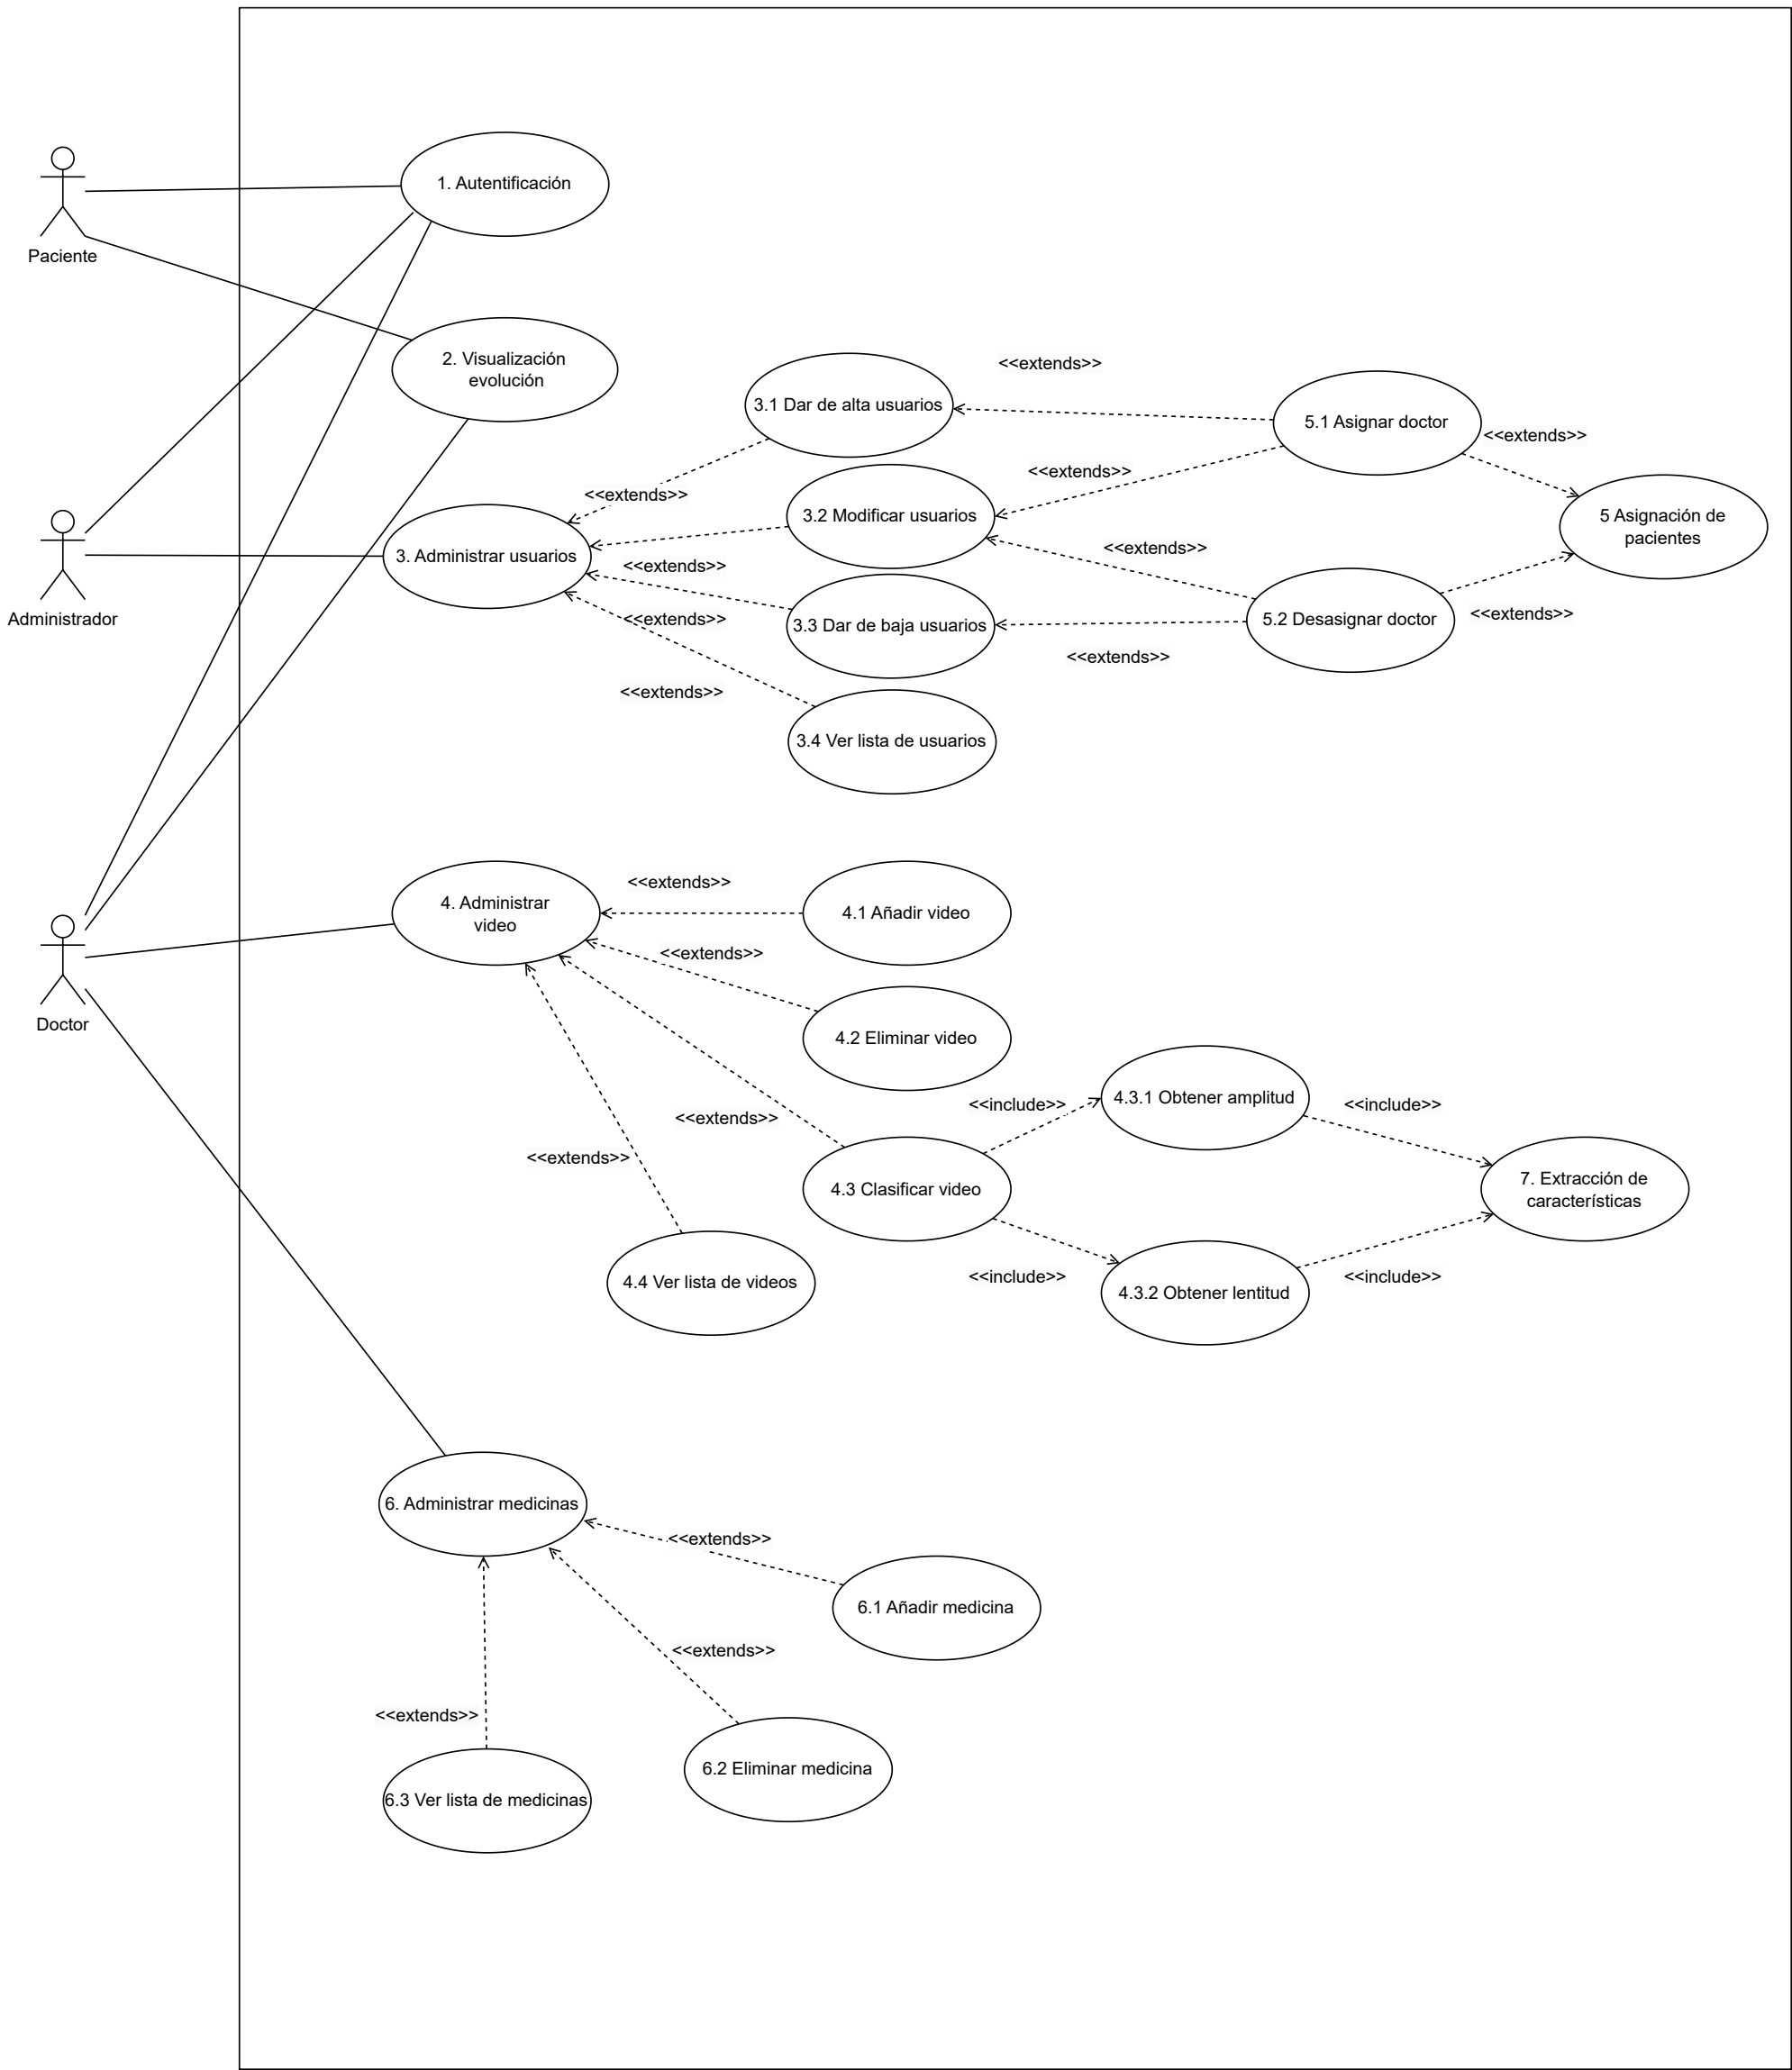 1. Autentificación
Paciente
2. Visualización
evolución
<<extends>>
3.1 Dar de alta usuarios
5.1 Asignar doctor
<<extends>>
<<extends>>
<<extends>>
3.2 Modificar usuarios
5 Asignación de
pacientes
<<extends>>
3. Administrar usuarios
<<extends>>
Administrador
<<extends>>
3.3 Dar de baja usuarios
5.2 Desasignar doctor
<<extends>>
<<extends>>
<<extends>>
3.4 Ver lista de usuarios
<<extends>>
4. Administrar
video
4.1 Añadir video
<<extends>>
Doctor
4.2 Eliminar video
<<include>>
4.3.1 Obtener amplitud
<<include>>
<<extends>>
<<extends>>
4.3 Clasificar video
7. Extracción de
características
4.4 Ver lista de videos
<<include>>
4.3.2 Obtener lentitud
<<include>>
6. Administrar medicinas
<<extends>>
6.1 Añadir medicina
<<extends>>
<<extends>>
6.2 Eliminar medicina
6.3 Ver lista de medicinas